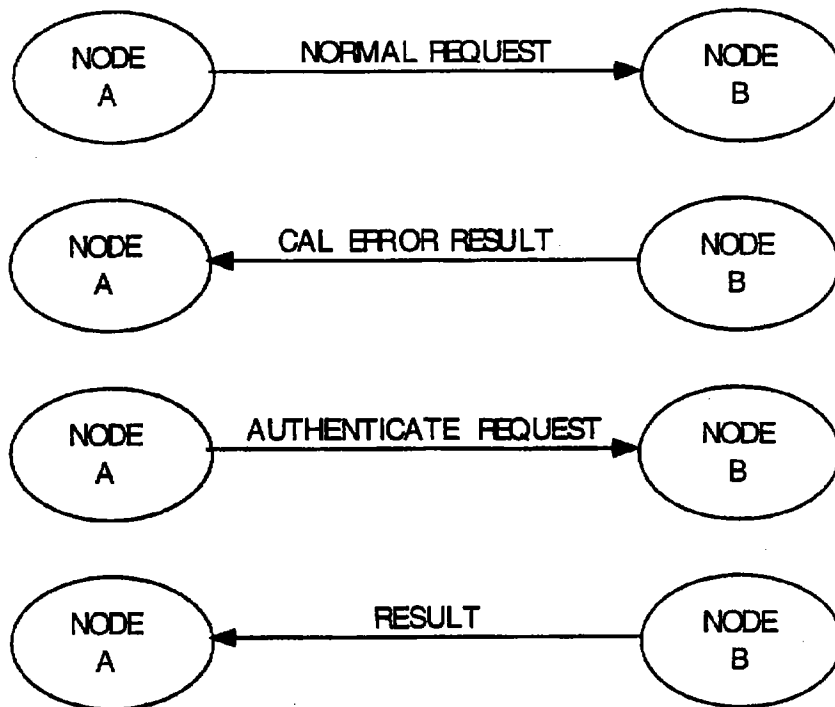 NODE
A
NORMAL REQUEST
NODE
B
NODE
A
CAL ERROR RESULT
NODE
B
NODE
A
AUTHENTICATE REQUEST
NODE
B
NODE
A
RESULT
NODE
B